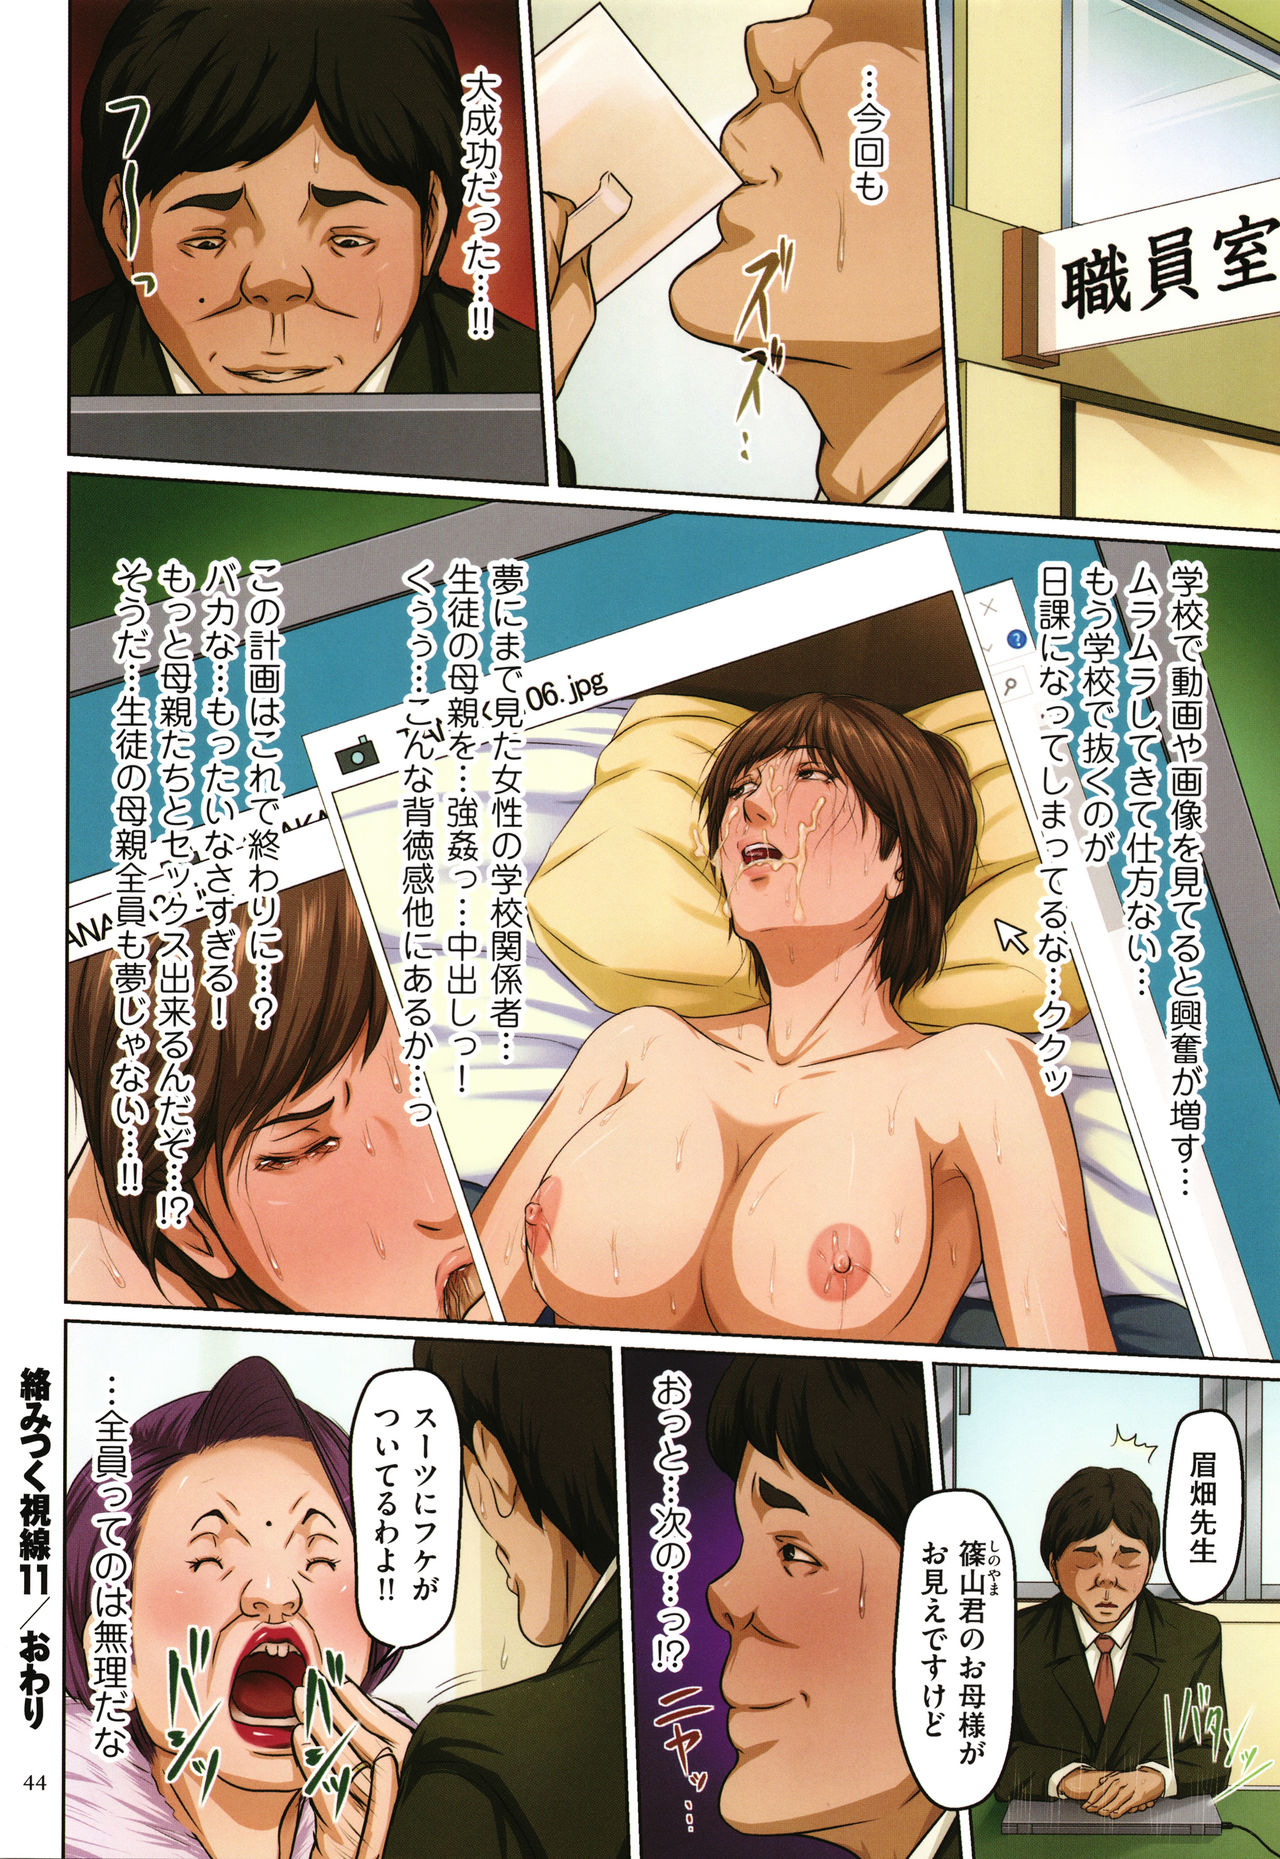 職員室
…今回も
ズズ
ズズ…
大成功だった…!!
フーーっ
学校で動画や画像を見てると興奮が増す…
ムラムラしてきて仕方ない…
もう学校で抜くのが
日課になってしまってるな…ククッ
夢にまで見た女性の学校関係者…
生徒の母親を…強姦っ…中出しっ!
くぅぅ…こんな背徳感他にあるか…っ
この計画はこれで終わりに…?
バカな…もったいなさすぎる!
もっと母親たちとセックス出来るんだぞ…!?
そうだ…生徒の母親全員も夢じゃない…!!
06.jpg
眉畑先生
バタンッ
篠山君のお母様が
しのやま
お見えですけど
おっと…次の…っ!?
ニヤッ…
スーツにフケが
ついてるわよ!!
ジッ
ジッ
…全員ってのは無理だな
絡みつく視線11/おわり
44